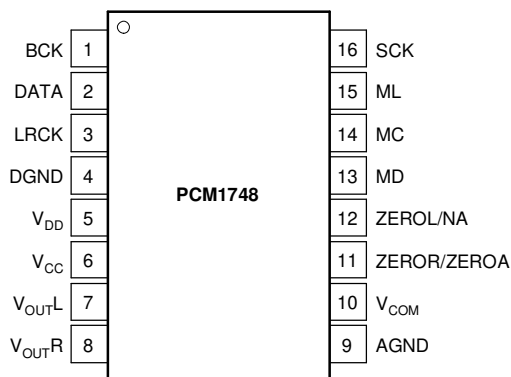 BCK 1 16 SCK
DATA 2 15 ML
LRCK 3 14 MC
DGND 4 13 MD
PCM1748
VDD 5 12 ZEROL/NA
VCC 6 11 ZEROR/ZEROA
VOUTL 7 10 VCOM
VOUTR 8 9 AGND